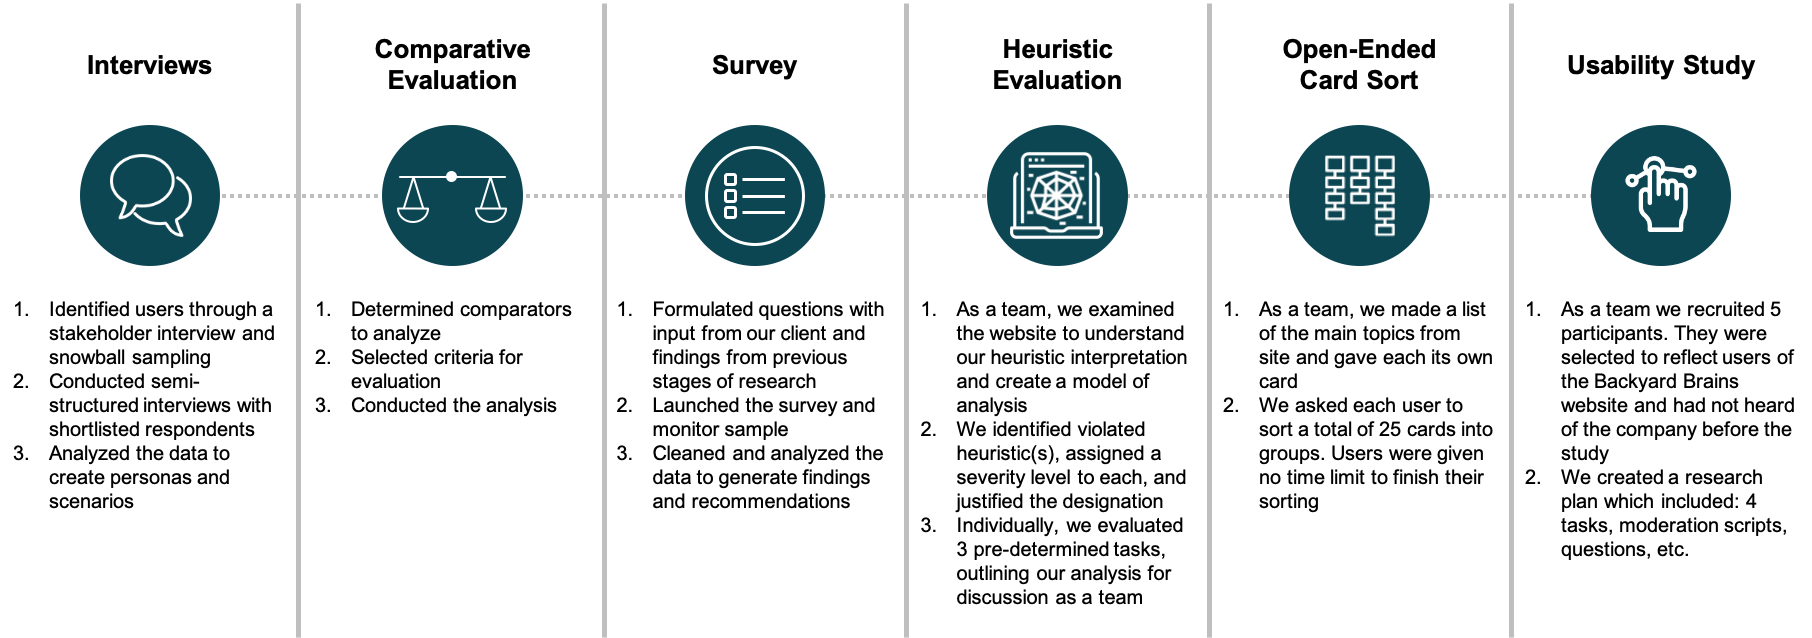 Interviews
1. Identified users through a
stakeholder interview and
snowball sampling
2. Conducted semi-
structured interviews with
shortlisted respondents
3. Analyzed the data to
create personas and
scenarios
Comparative
Evaluation
1. Determined comparators
to analyze
2. Selected criteria for
evaluation
3. Conducted the analysis
Survey
1. Formulated questions with
input from our client and
findings from previous
stages of research
2. Launched the survey and
monitor sample
3. Cleaned and analyzed the
data to generate findings
and recommendations
Heuristic
Evaluation
1. As a team, we examined
the website to understand
our heuristic interpretation
and create a model of
analysis
2. We identified violated
heuristic(s), assigned a
severity level to each, and
justified the designation
3. Individually, we evaluated
3 pre-determined tasks,
outlining our analysis for
discussion as a team
Open-Ended
Card Sort
1. As a team, we made a list
of the main topics from
site and gave each its own
card
2. We asked each user to
sort a total of 25 cards into
groups. Users were given
no time limit to finish their
sorting
Usability Study
1. As a team we recruited 5
participants. They were
selected to reflect users of
the Backyard Brains
website and had not heard
of the company before the
study
2. We created a research
plan which included: 4
tasks, moderation scripts,
questions, etc.